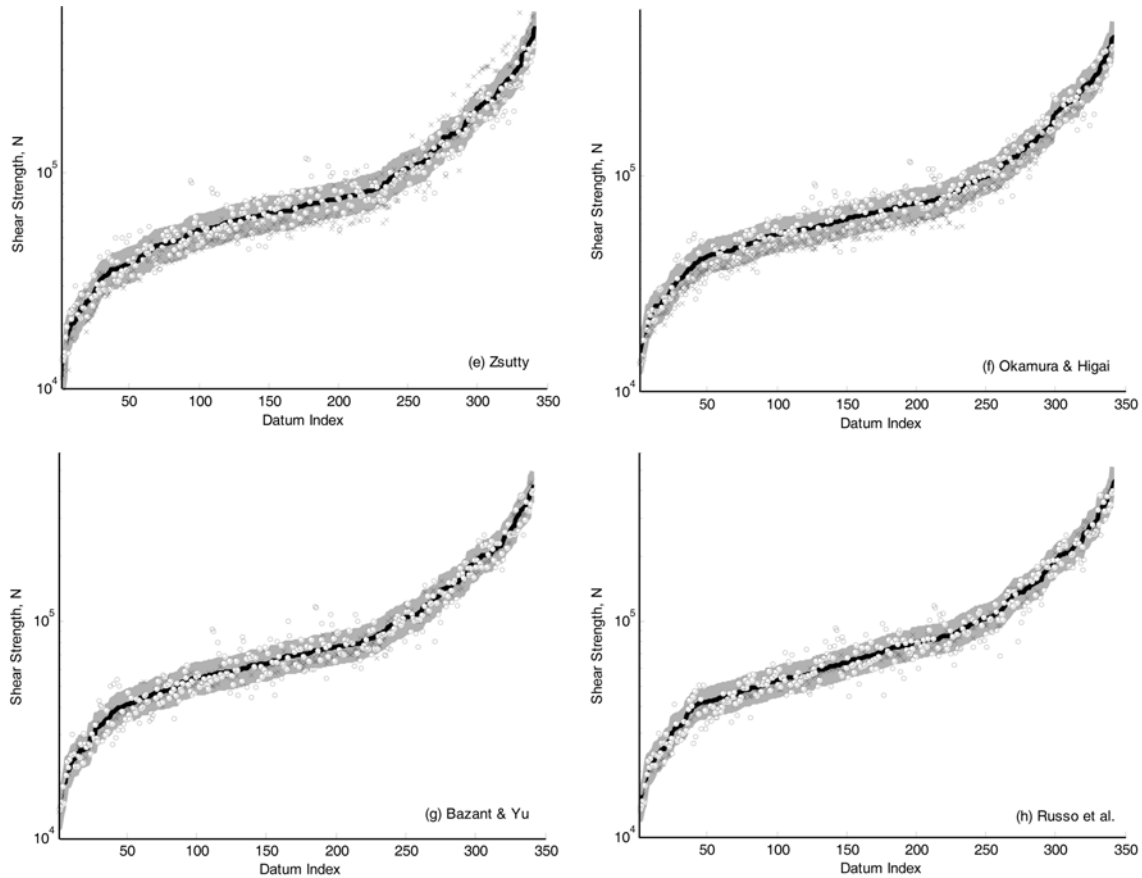 Shear Strength, N
10^5
10^4
50 100 150 200 250 300 350
Datum Index
(e) Zsutty
Shear Strength, N
10^5
10^4
50 100 150 200 250 300 350
Datum Index
(f) Okamura & Higai
Shear Strength, N
10^5
10^4
50 100 150 200 250 300 350
Datum Index
(g) Bazant & Yu
Shear Strength, N
10^5
10^4
50 100 150 200 250 300 350
Datum Index
(h) Russo et al.